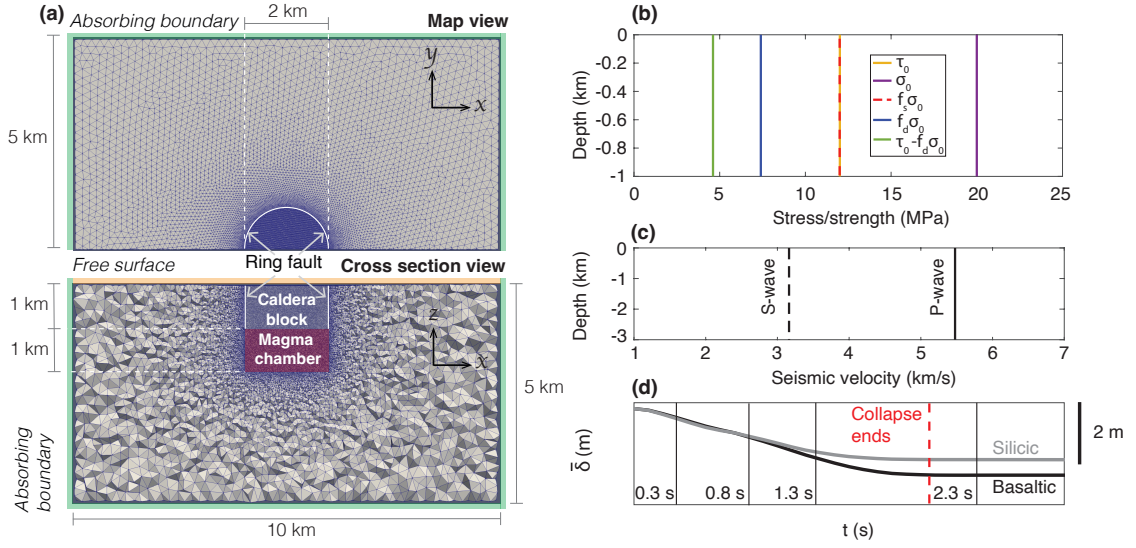 (a)
Absorbing boundary
2 km
Map view
y
x
5 km
Free surface
Ring fault
Cross section view
1 km
Caldera
block
z
1 km
Magma
chamber
x
5 km
Absorbing
boundary
10 km
(b)
0
-0.2
-0.4
-0.6
-0.8
-1
Depth (km)
τ₀
σ₀
fₛσ₀
f_dσ₀
τ₀-f_dσ₀
0 5 10 15 20 25
Stress/strength (MPa)
(c)
0
-1
-2
-3
Depth (km)
S-wave
P-wave
1 2 3 4 5 6 7
Seismic velocity (km/s)
(d)
δ̄ (m)
Collapse
ends
Silicic
Basaltic
0.3 s 0.8 s 1.3 s 2.3 s
2 m
t (s)